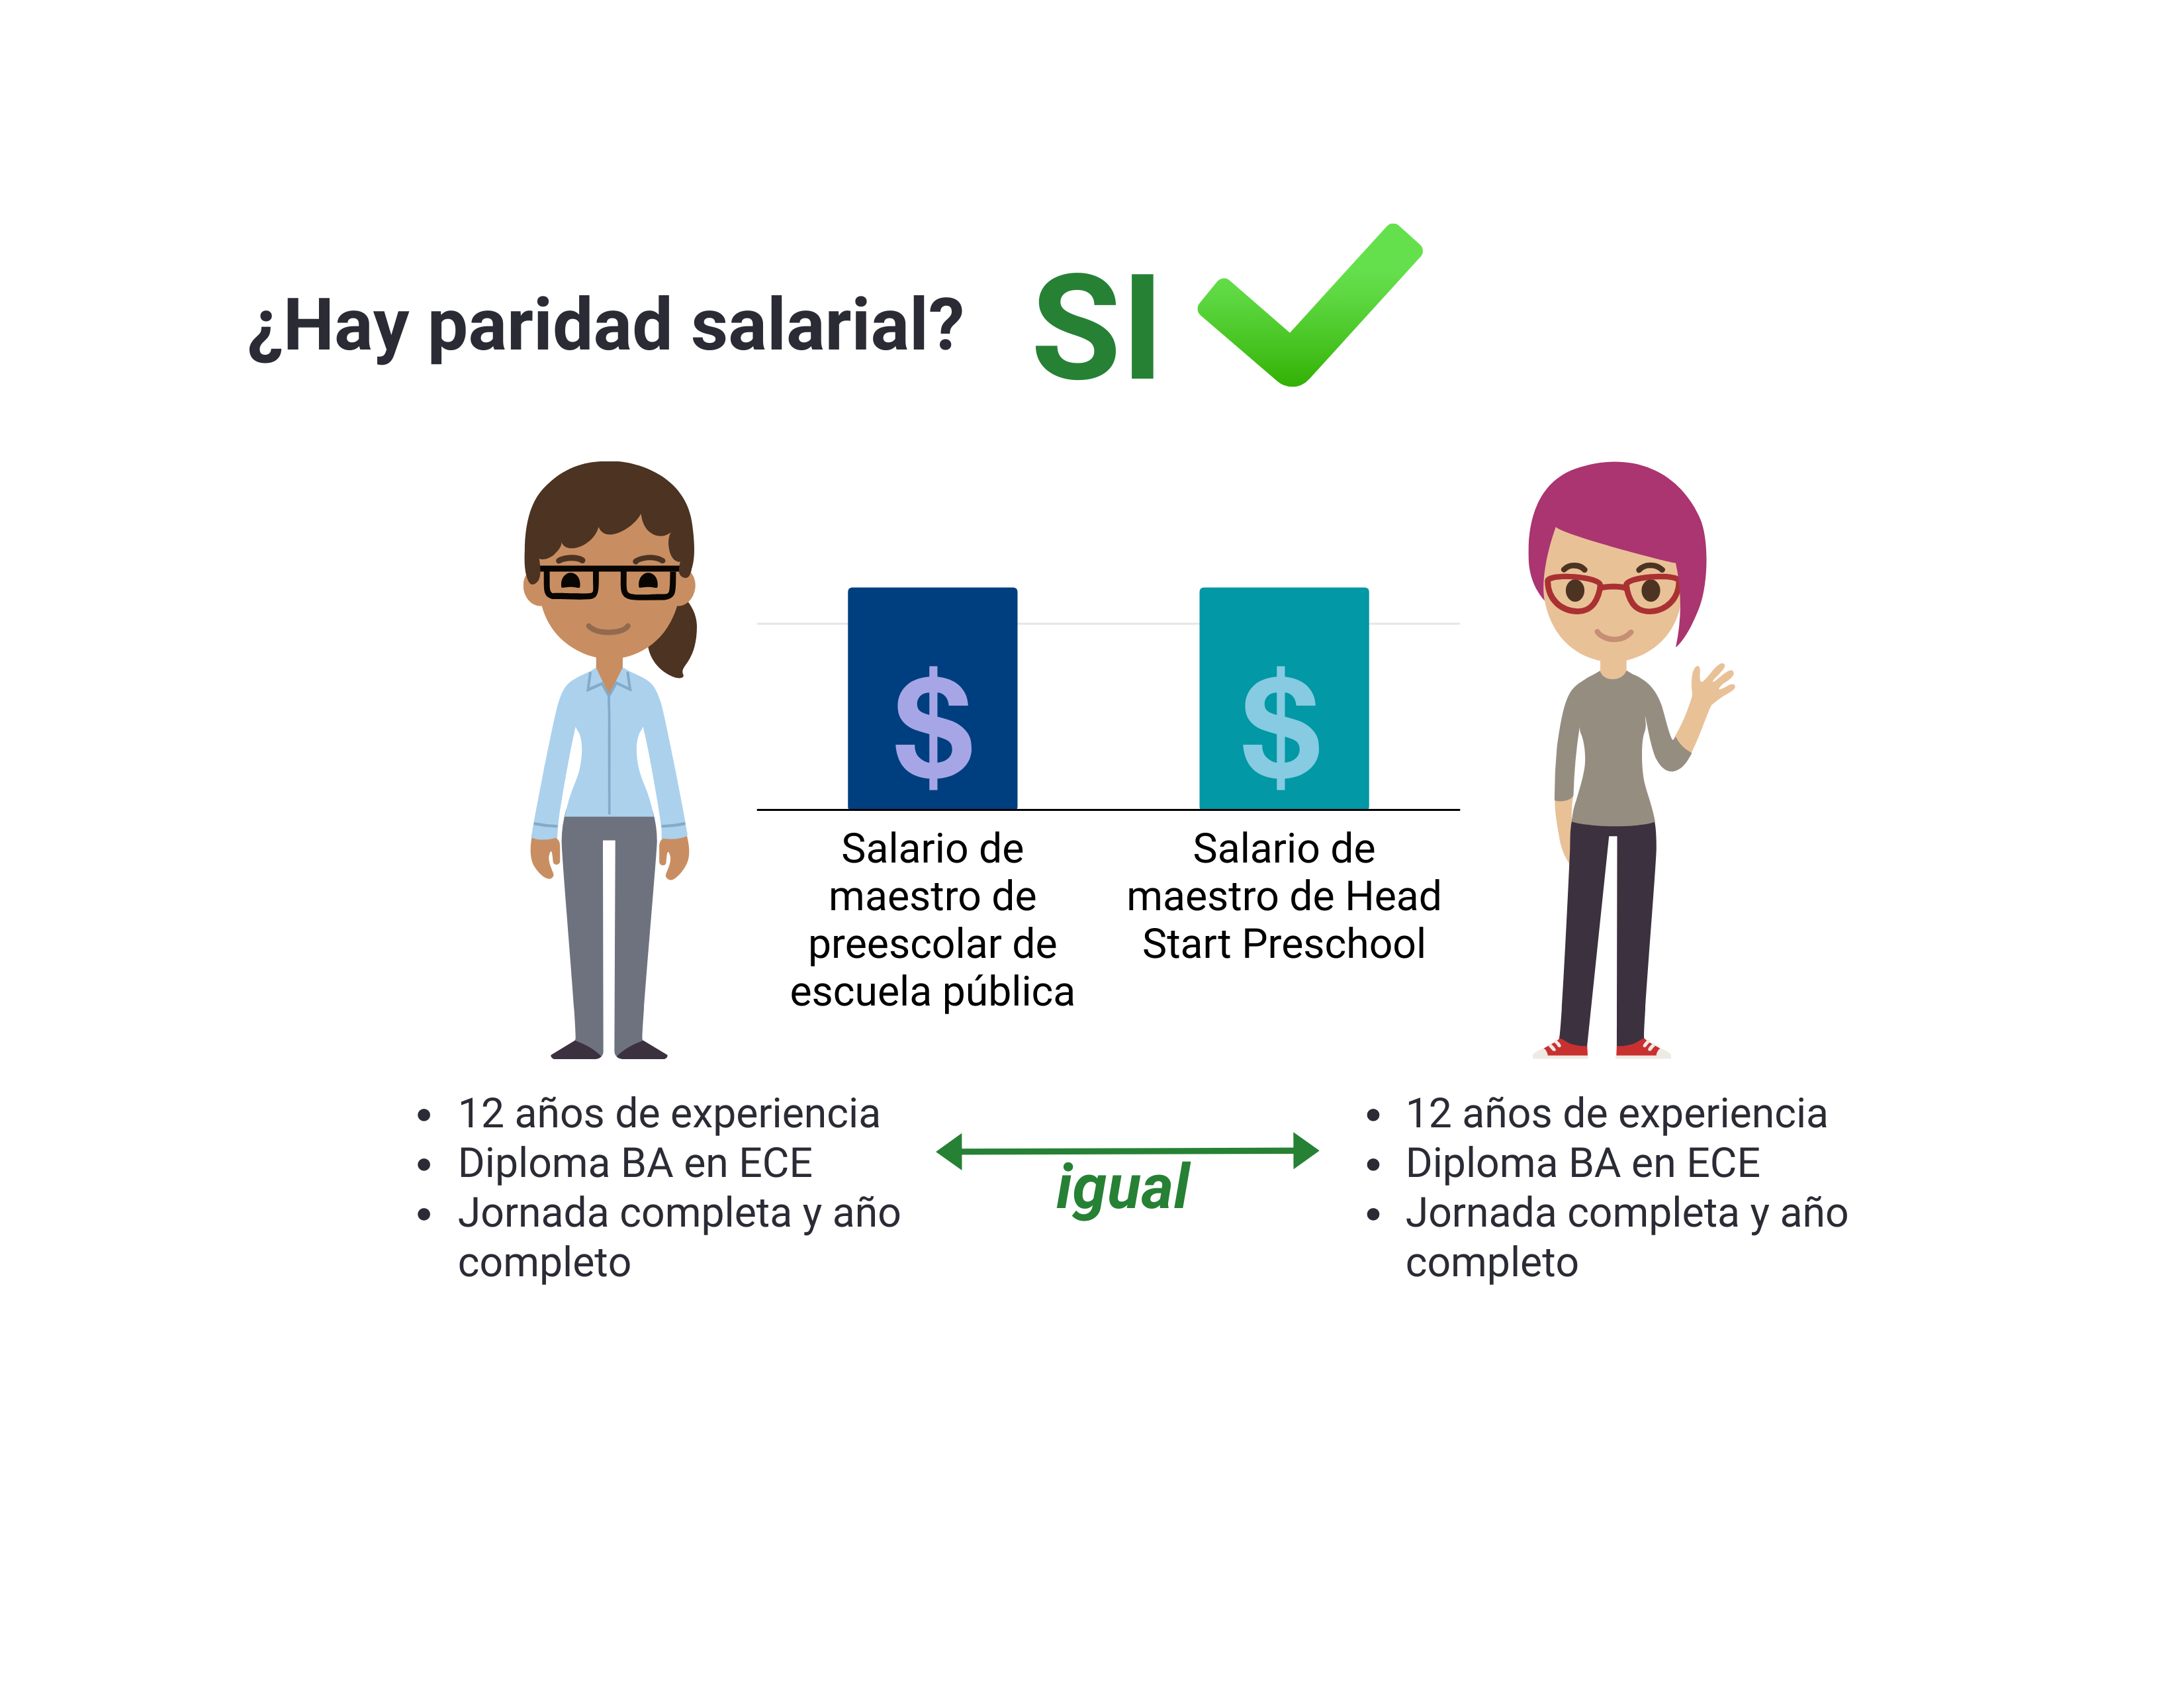 ¿Hay paridad salarial?
SI
$
$
Salario de
maestro de
preescolar de
escuela pública
Salario de
maestro de Head
Start Preschool
• 12 años de experiencia
• Diploma BA en ECE
• Jornada completa y año
completo
igual
• 12 años de experiencia
• Diploma BA en ECE
• Jornada completa y año
completo